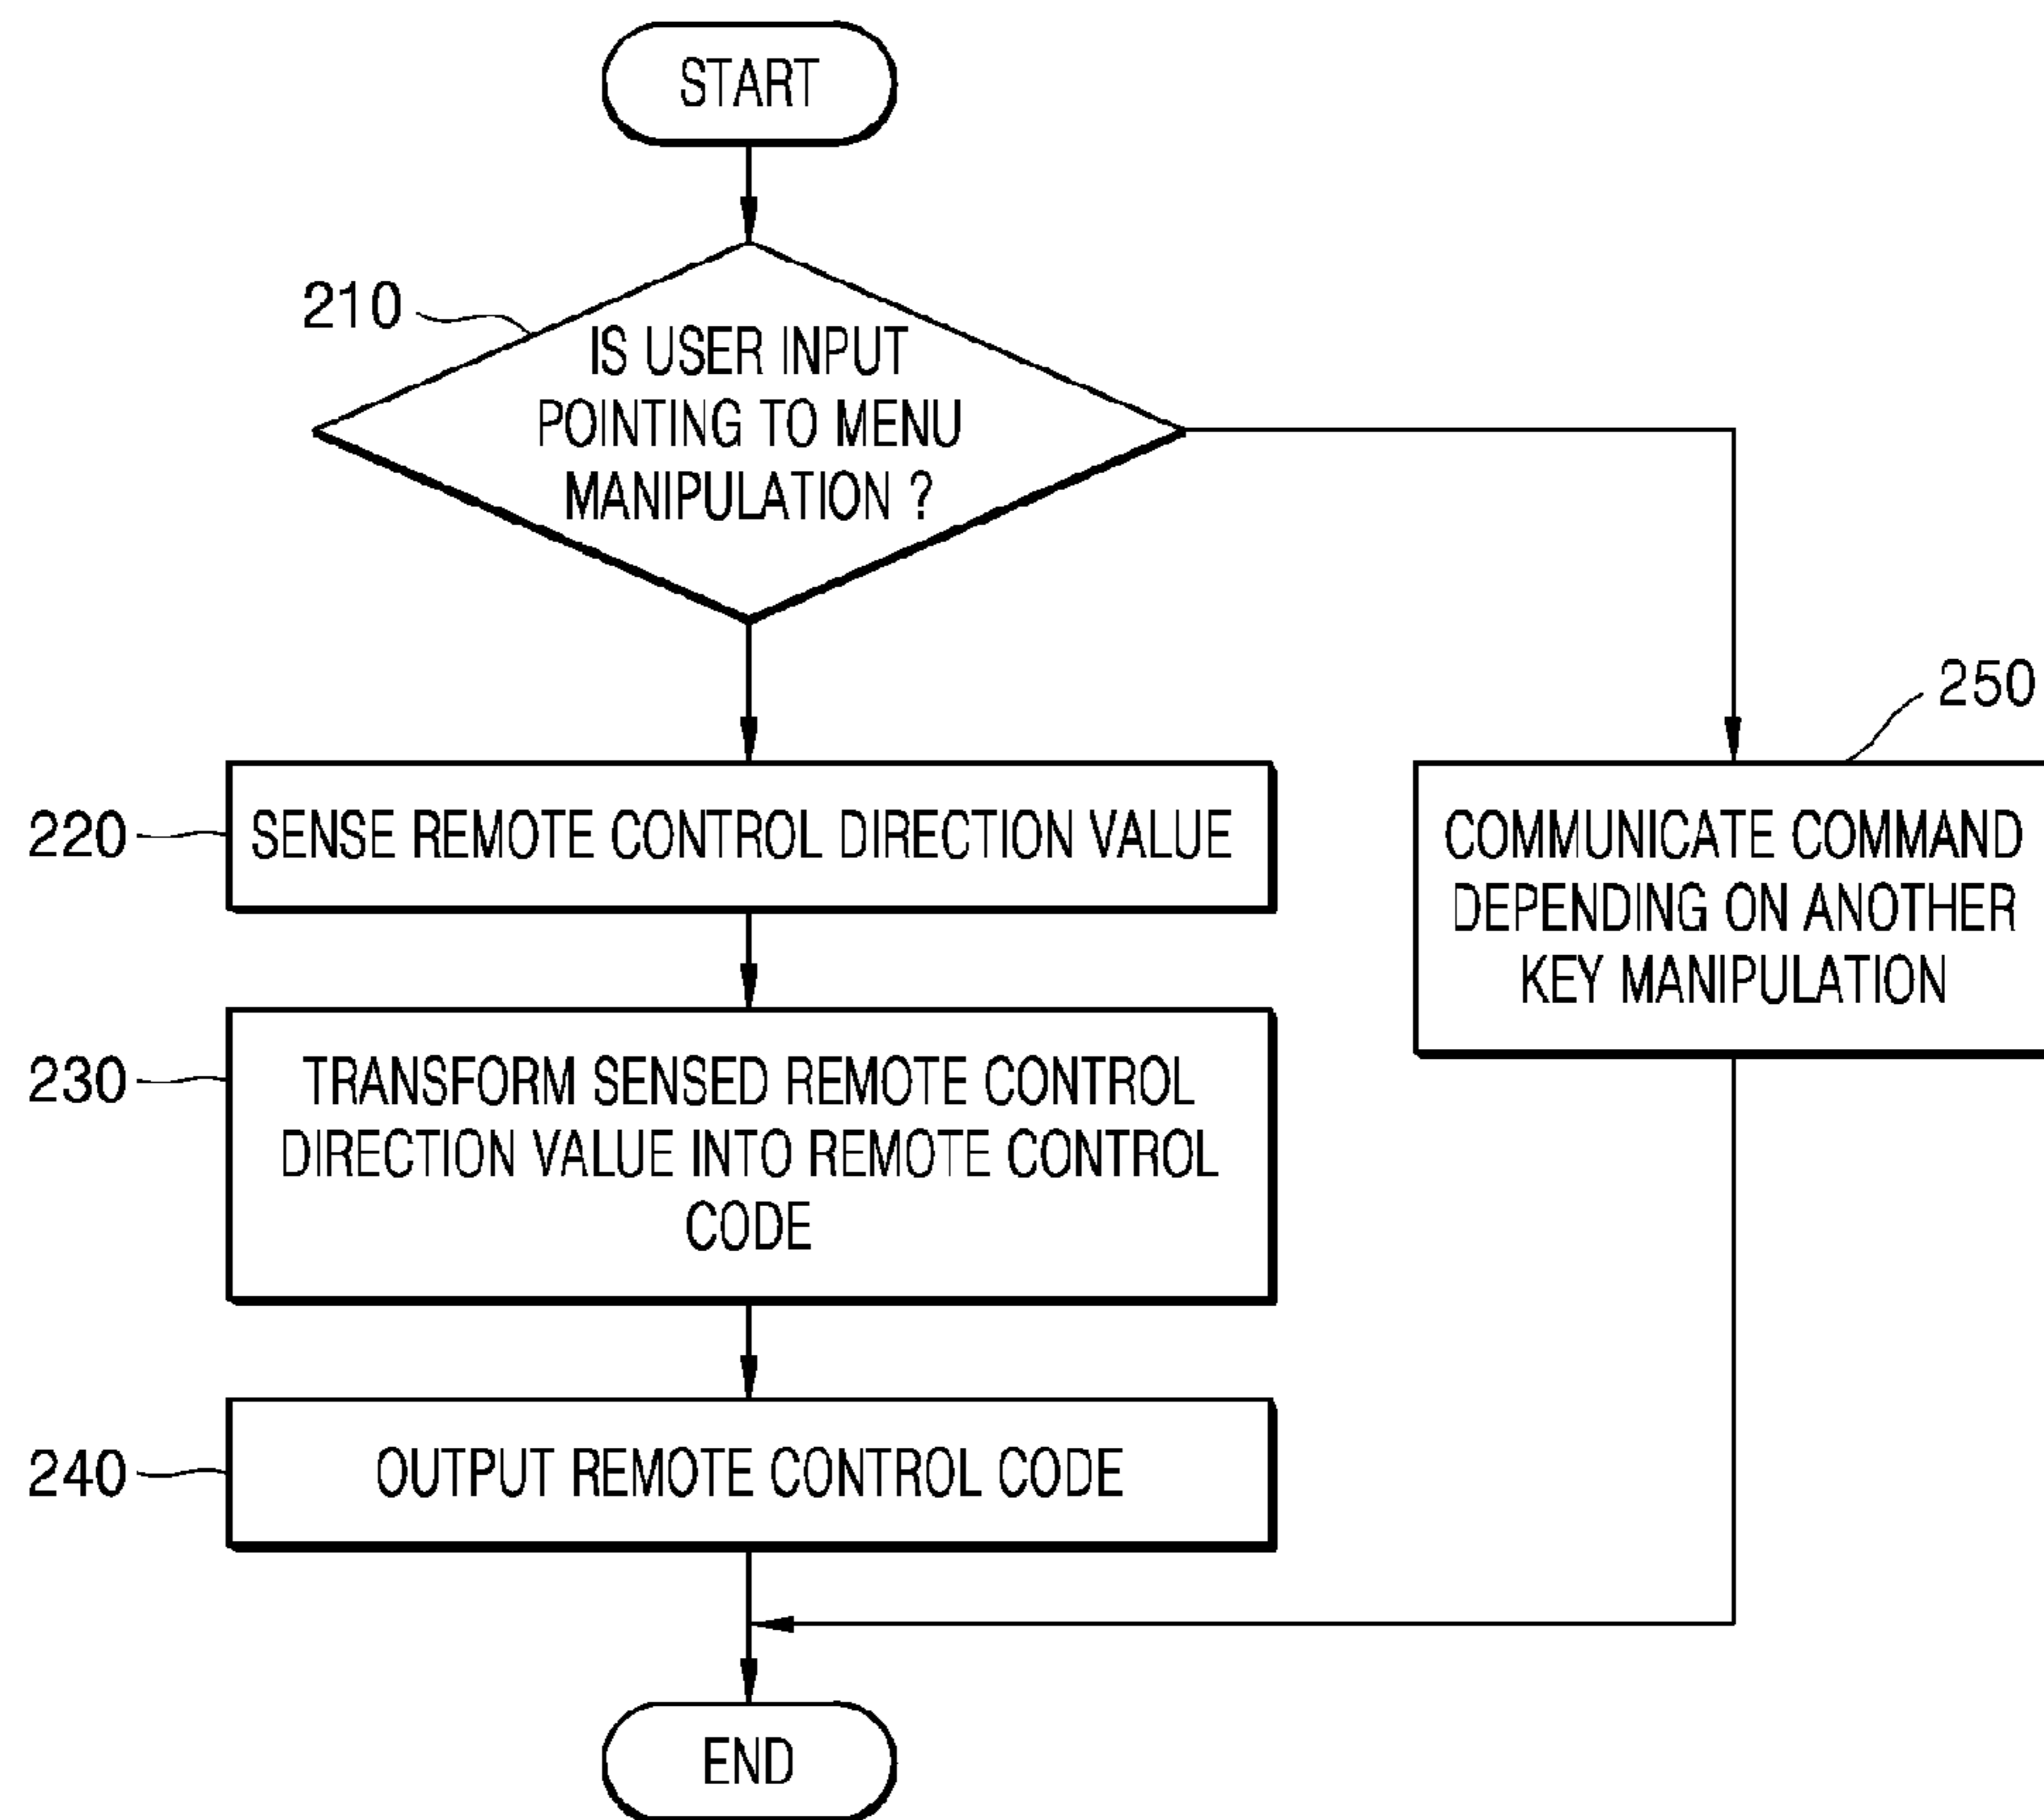 START
210
IS USER INPUT
POINTING TO MENU
MANIPULATION ?
250
220
SENSE REMOTE CONTROL DIRECTION VALUE
COMMUNICATE COMMAND
DEPENDING ON ANOTHER
KEY MANIPULATION
230
TRANSFORM SENSED REMOTE CONTROL
DIRECTION VALUE INTO REMOTE CONTROL
CODE
240
OUTPUT REMOTE CONTROL CODE
END